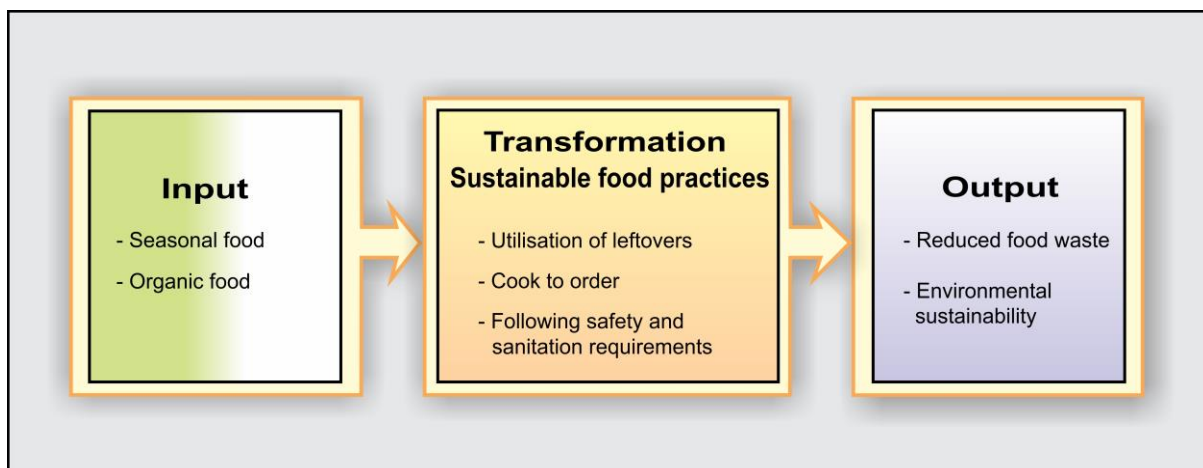 Input
- Seasonal food
- Organic food
Transformation
Sustainable food practices
- Utilisation of leftovers
- Cook to order
- Following safety and
sanitation requirements
Output
- Reduced food waste
- Environmental
sustainability